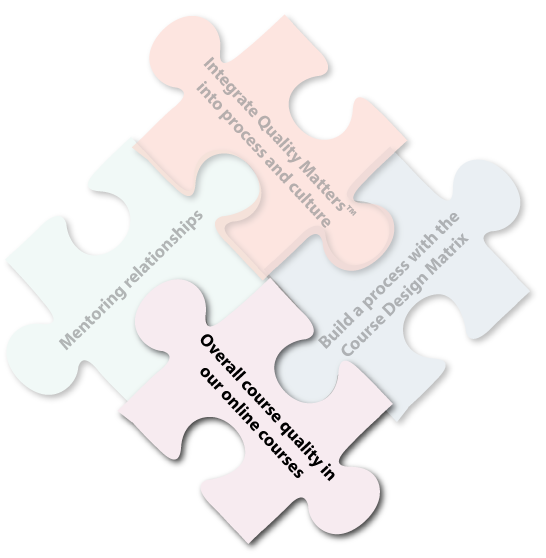 Integrate Quality Matters™
into process and culture
Mentoring relationships
Build a process with the
Course Design Matrix
Overall course quality in
our online courses